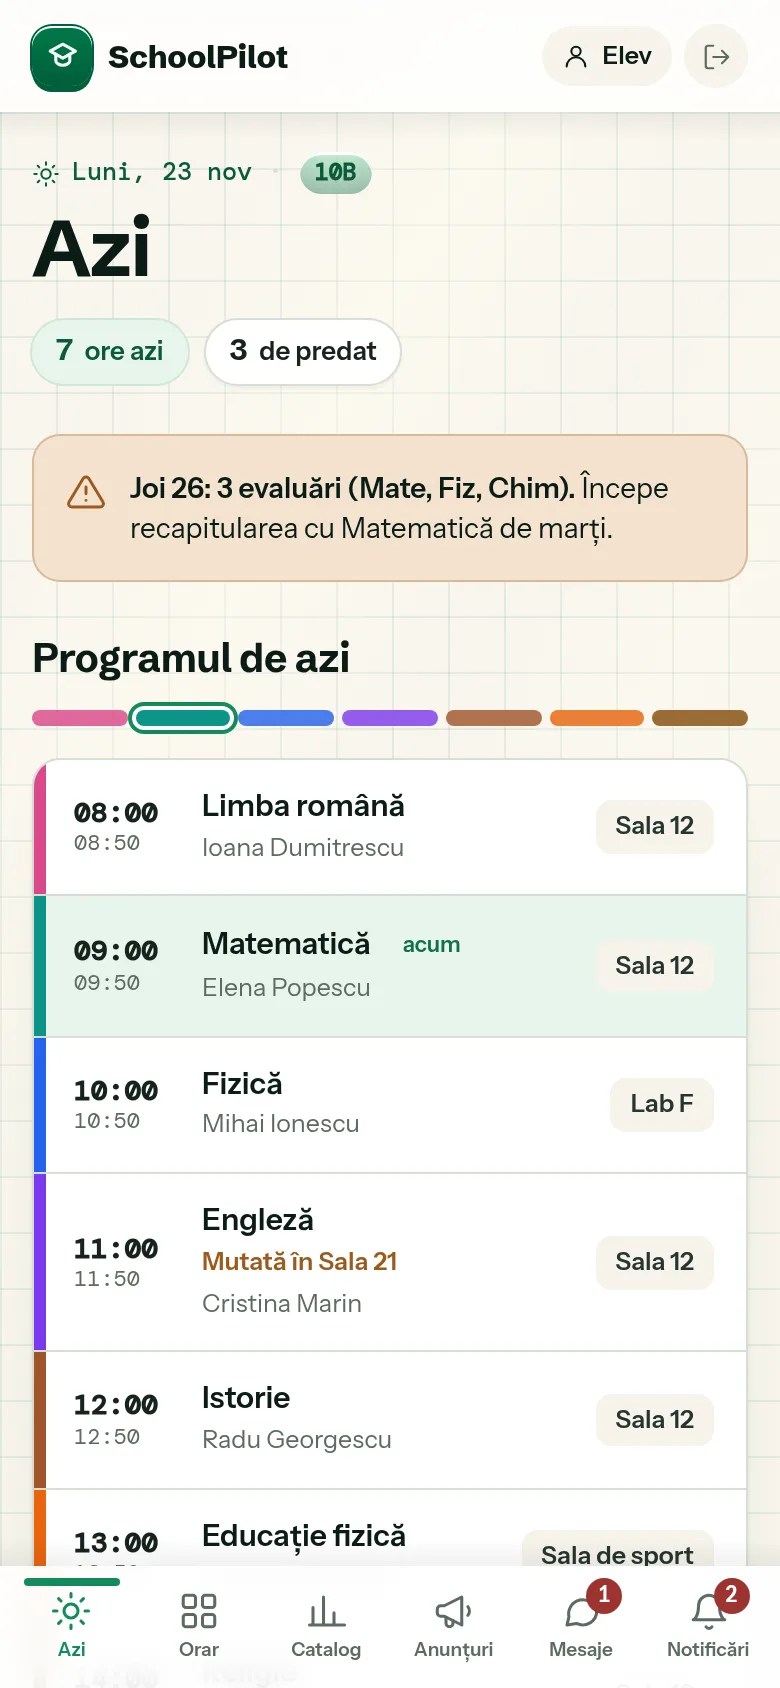 SchoolPilot
Elev
Luni, 23 nov · 10B
Azi
7 ore azi
3 de predat
Joi 26: 3 evaluări (Mate, Fiz, Chim). Începe
recapitularea cu Matematică de marți.
Programul de azi
08:00 Limba română Sala 12
08:50 Ioana Dumitrescu
09:00 Matematică acum Sala 12
09:50 Elena Popescu
10:00 Fizică Lab F
10:50 Mihai Ionescu
11:00 Engleză Sala 12
Mutată în Sala 21
11:50 Cristina Marin
12:00 Istorie Sala 12
12:50 Radu Georgescu
13:00 Educație fizică Sala de sport
1 2
Azi Orar Catalog Anunțuri Mesaje Notificări
14:00 Religie